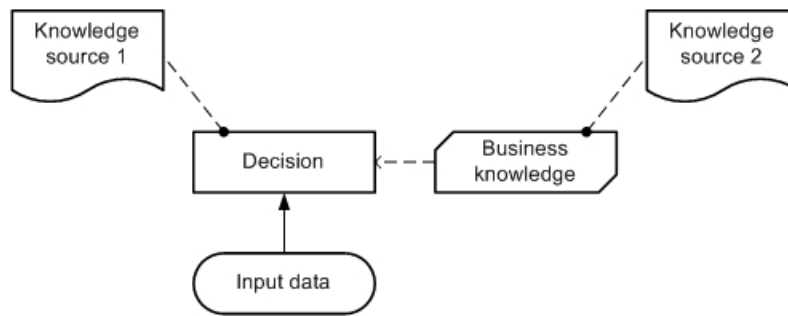 Knowledge
source 1
Knowledge
source 2
Decision
Business
knowledge
Input data